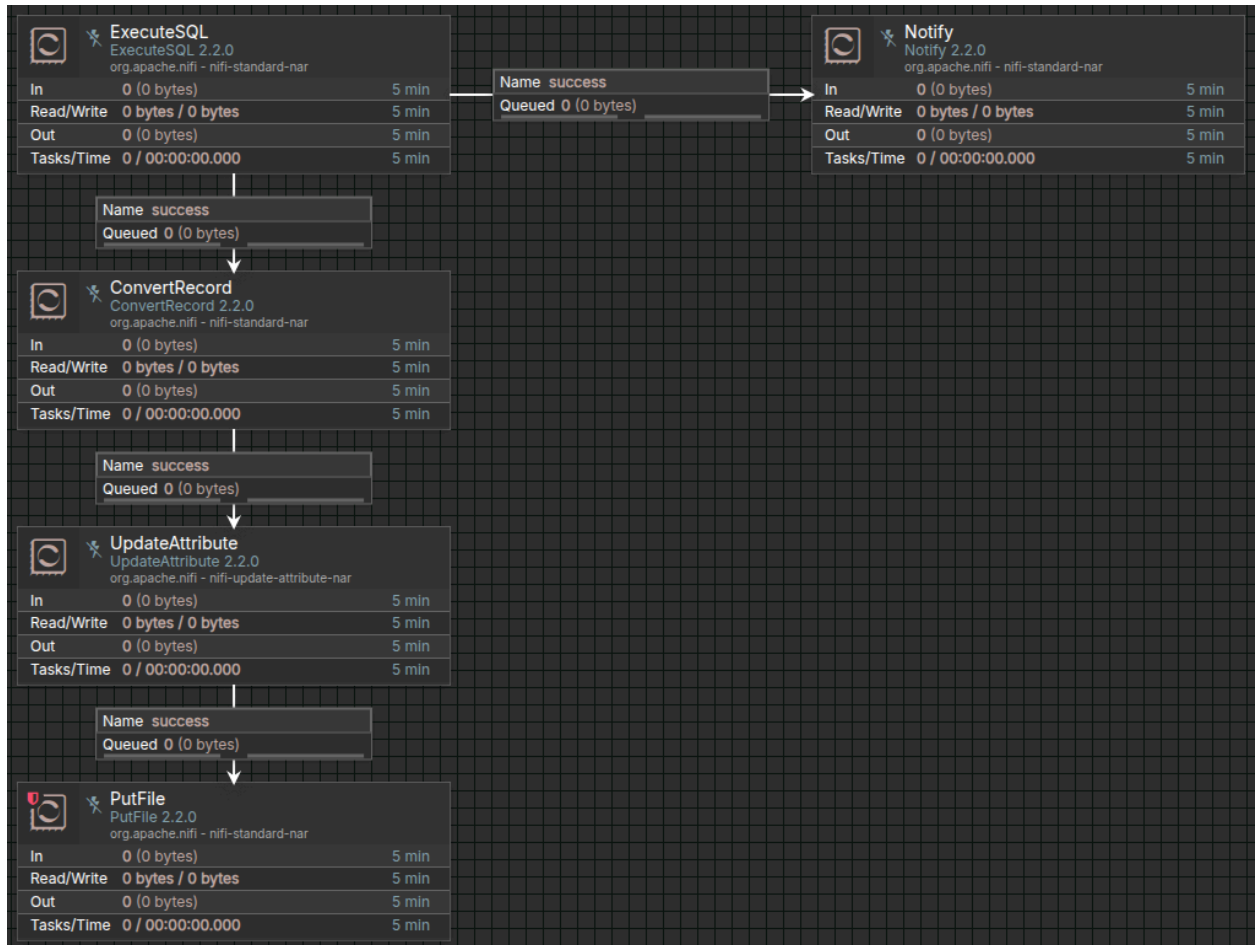 ExecuteSQL
ExecuteSQL 2.2.0
org.apache.nifi - nifi-standard-nar
In 0 (0 bytes) 5 min
Read/Write 0 bytes / 0 bytes 5 min
Out 0 (0 bytes) 5 min
Tasks/Time 0 / 00:00:00.000 5 min
Name success
Queued 0 (0 bytes)
Notify
Notify 2.2.0
org.apache.nifi - nifi-standard-nar
In 0 (0 bytes) 5 min
Read/Write 0 bytes / 0 bytes 5 min
Out 0 (0 bytes) 5 min
Tasks/Time 0 / 00:00:00.000 5 min
Name success
Queued 0 (0 bytes)
ConvertRecord
ConvertRecord 2.2.0
org.apache.nifi - nifi-standard-nar
In 0 (0 bytes) 5 min
Read/Write 0 bytes / 0 bytes 5 min
Out 0 (0 bytes) 5 min
Tasks/Time 0 / 00:00:00.000 5 min
Name success
Queued 0 (0 bytes)
UpdateAttribute
UpdateAttribute 2.2.0
org.apache.nifi - nifi-update-attribute-nar
In 0 (0 bytes) 5 min
Read/Write 0 bytes / 0 bytes 5 min
Out 0 (0 bytes) 5 min
Tasks/Time 0 / 00:00:00.000 5 min
Name success
Queued 0 (0 bytes)
PutFile
PutFile 2.2.0
org.apache.nifi - nifi-standard-nar
In 0 (0 bytes) 5 min
Read/Write 0 bytes / 0 bytes 5 min
Out 0 (0 bytes) 5 min
Tasks/Time 0 / 00:00:00.000 5 min